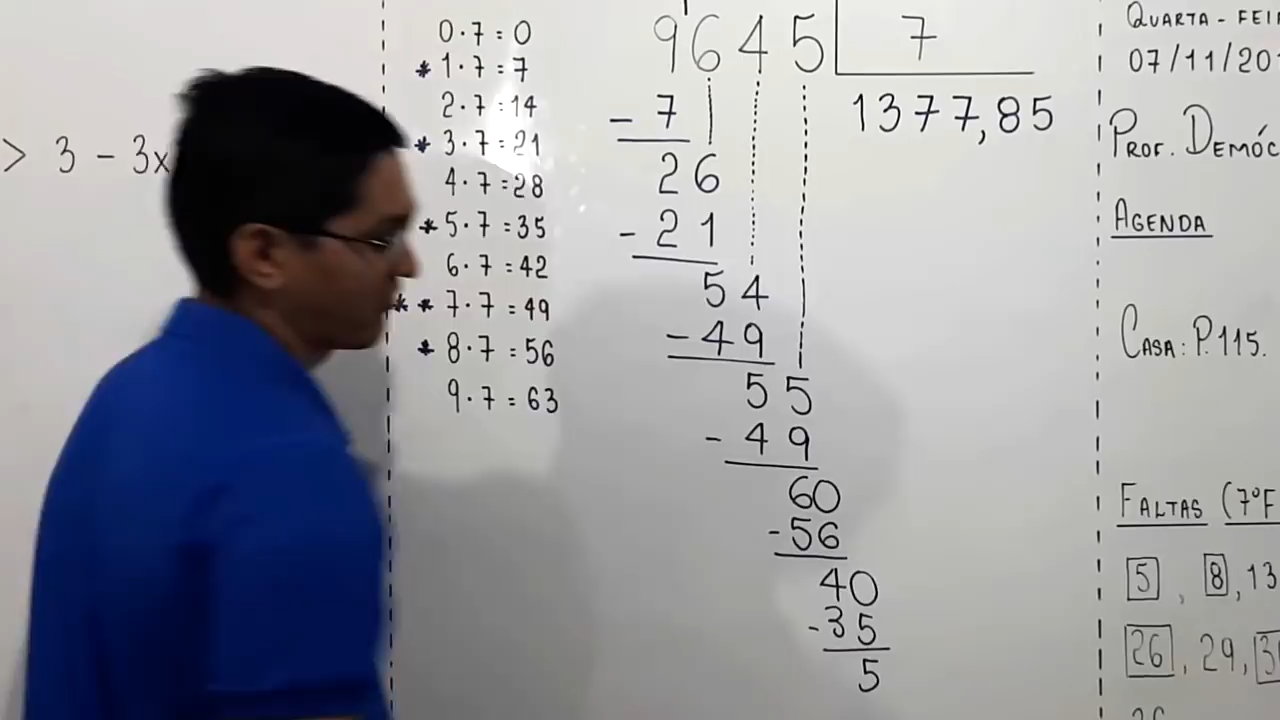 > 3 - 3x
0·7=0
* 1·7=7
2·7=14
* 3·7=21
4·7=28
* 5·7=35
6·7=42
* * 7·7=49
* 8·7=56
9·7=63
9645 7
- 7 1377,85
26
- 21
54
- 49
55
- 49
60
- 56
40
- 35
5
QUARTA - FEI
07/11/20
PROF. DEMÓC
AGENDA
CASA: P.115.
FALTAS (7ºF
5, 8, 13
26, 29, 3